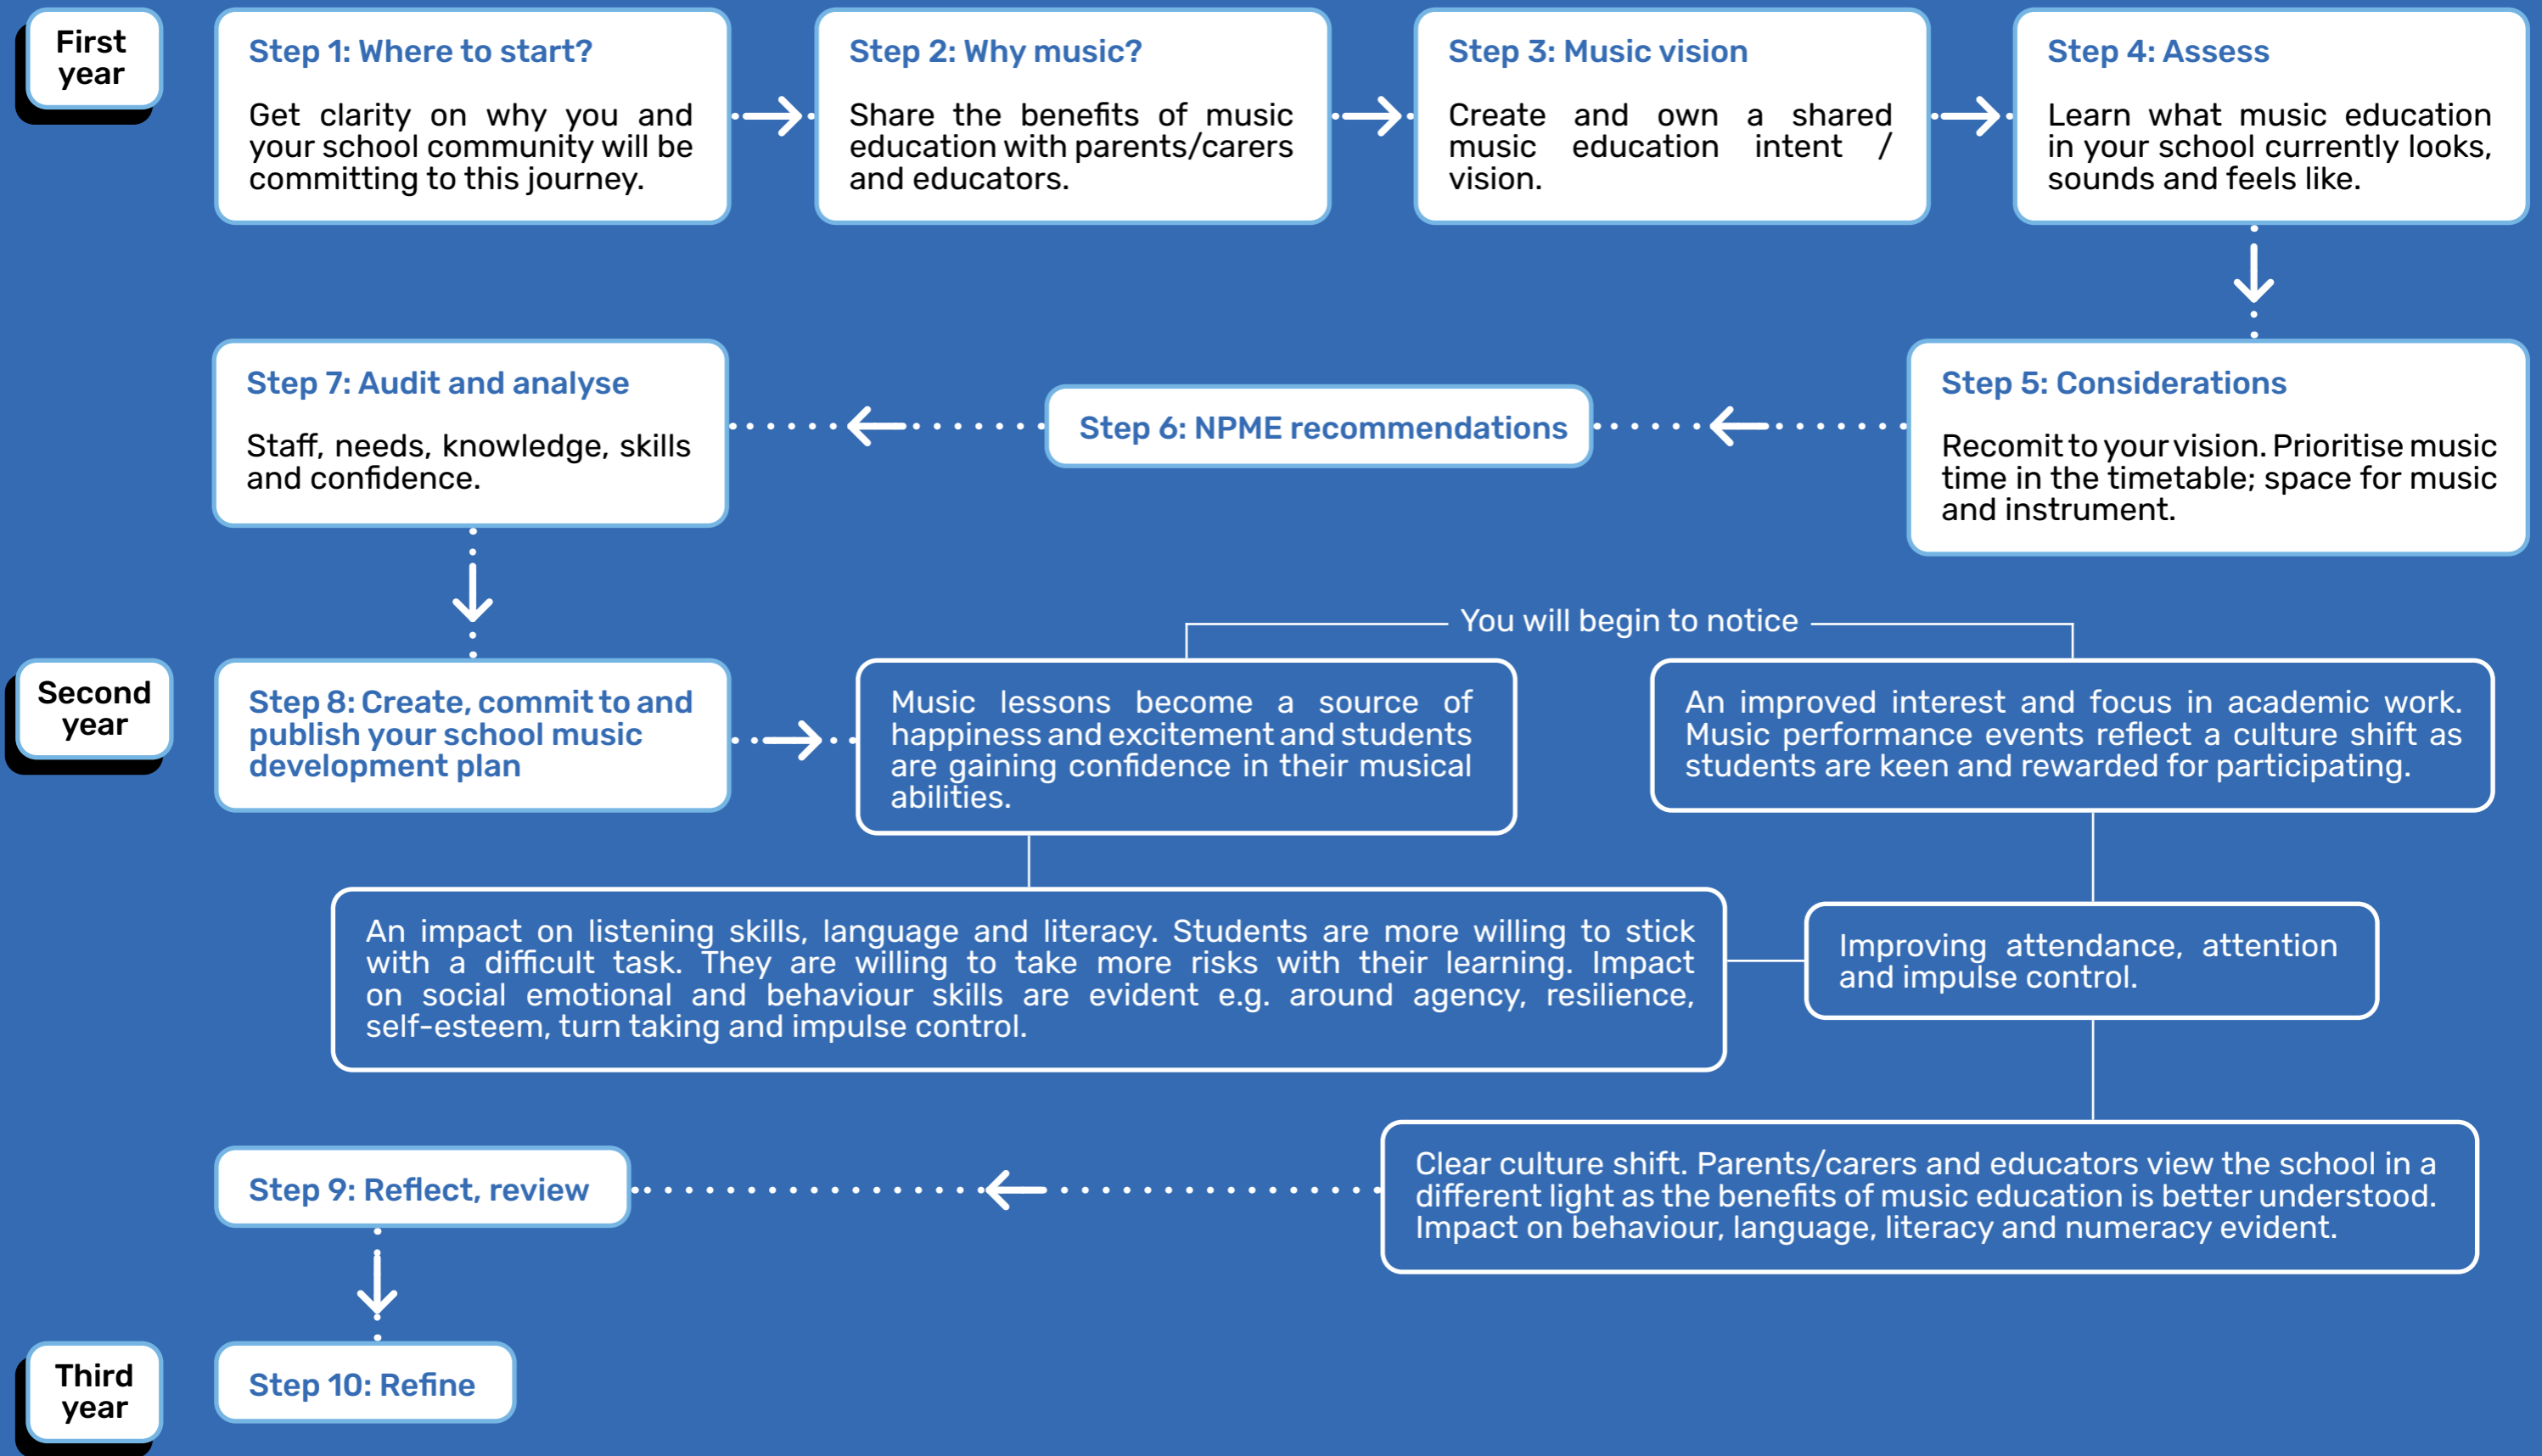 First
year
Step 1: Where to start?
Get clarity on why you and
your school community will be
committing to this journey.
Step 2: Why music?
Share the benefits of music
education with parents/carers
and educators.
Step 3: Music vision
Create and own a shared
music education intent /
vision.
Step 4: Assess
Learn what music education
in your school currently looks,
sounds and feels like.
Step 5: Considerations
Recomit to your vision. Prioritise music
time in the timetable; space for music
and instrument.
Step 6: NPME recommendations
Step 7: Audit and analyse
Staff, needs, knowledge, skills
and confidence.
Second
year
Step 8: Create, commit to and
publish your school music
development plan
You will begin to notice
Music lessons become a source of
happiness and excitement and students
are gaining confidence in their musical
abilities.
An improved interest and focus in academic work.
Music performance events reflect a culture shift as
students are keen and rewarded for participating.
An impact on listening skills, language and literacy. Students are more willing to stick
with a difficult task. They are willing to take more risks with their learning. Impact
on social emotional and behaviour skills are evident e.g. around agency, resilience,
self-esteem, turn taking and impulse control.
Improving attendance, attention
and impulse control.
Clear culture shift. Parents/carers and educators view the school in a
different light as the benefits of music education is better understood.
Impact on behaviour, language, literacy and numeracy evident.
Step 9: Reflect, review
Third
year
Step 10: Refine